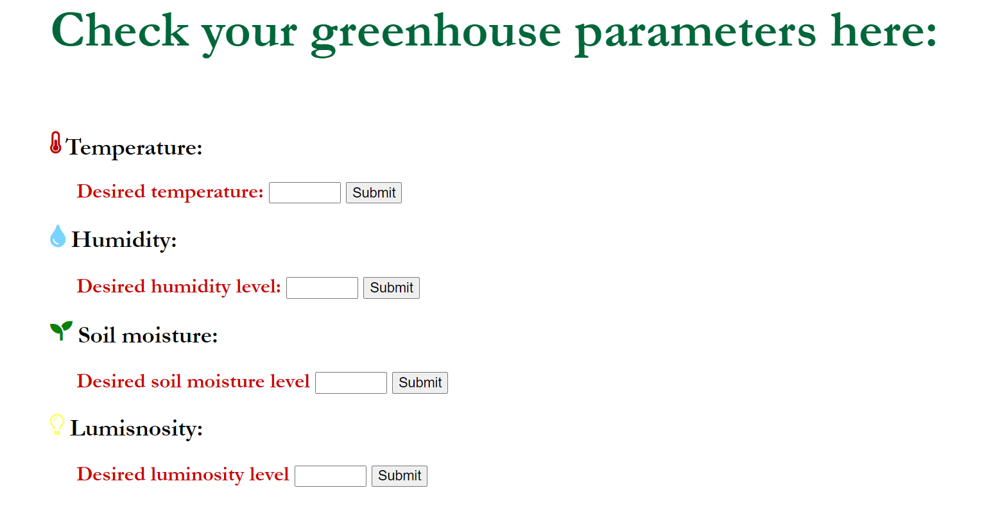 Check your greenhouse parameters here:
Temperature:
Desired temperature: Submit
Humidity:
Desired humidity level: Submit
Soil moisture:
Desired soil moisture level Submit
Lumisnosity:
Desired luminosity level Submit